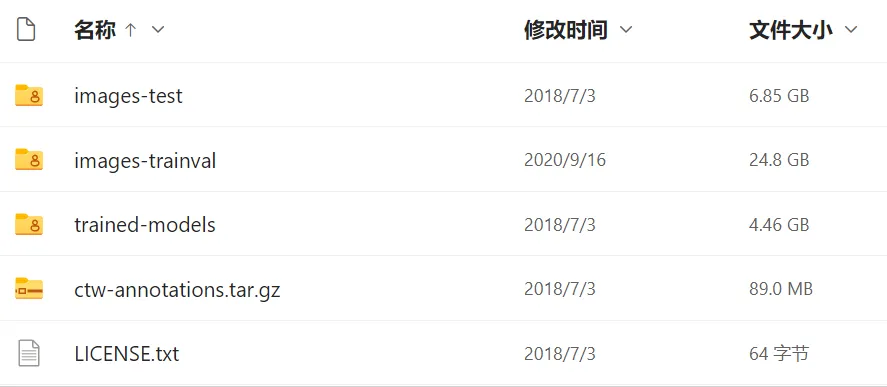 名称 ↑ 修改时间 文件大小
images-test 2018/7/3 6.85 GB
images-trainval 2020/9/16 24.8 GB
trained-models 2018/7/3 4.46 GB
ctw-annotations.tar.gz 2018/7/3 89.0 MB
LICENSE.txt 2018/7/3 64 字节